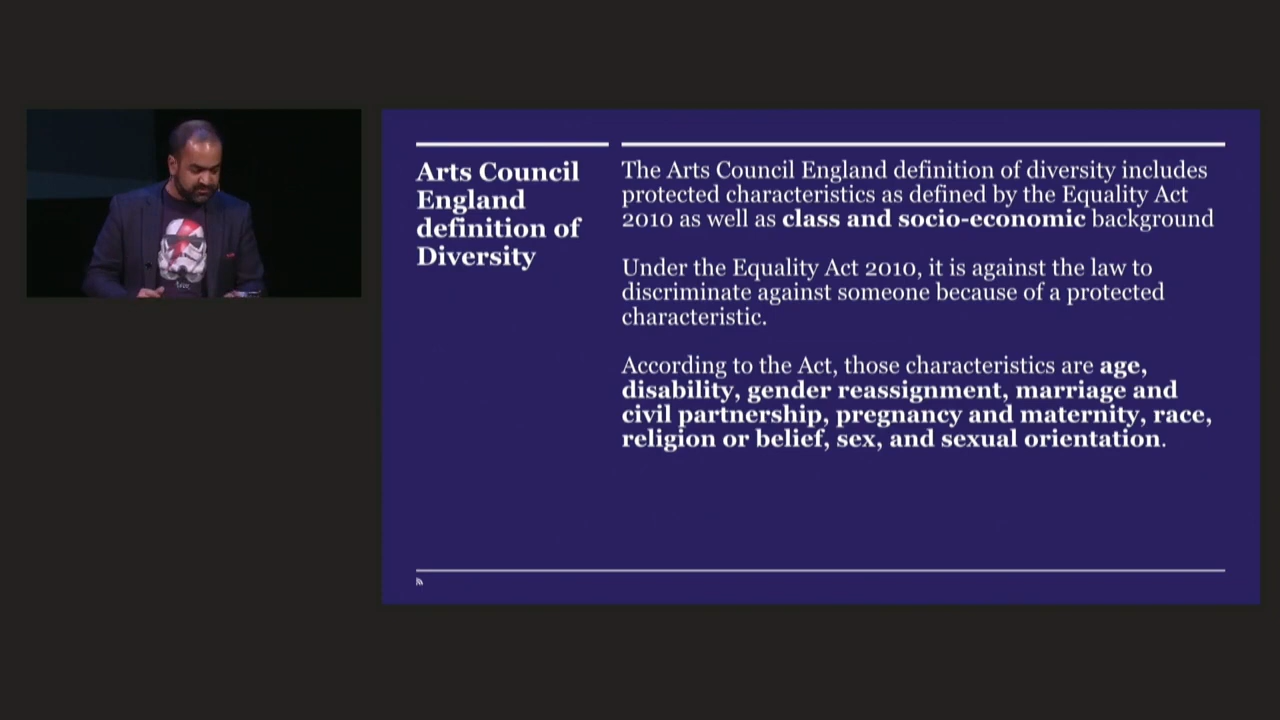 Arts Council
England
definition of
Diversity
The Arts Council England definition of diversity includes
protected characteristics as defined by the Equality Act
2010 as well as class and socio-economic background
Under the Equality Act 2010, it is against the law to
discriminate against someone because of a protected
characteristic.
According to the Act, those characteristics are age,
disability, gender reassignment, marriage and
civil partnership, pregnancy and maternity, race,
religion or belief, sex, and sexual orientation.